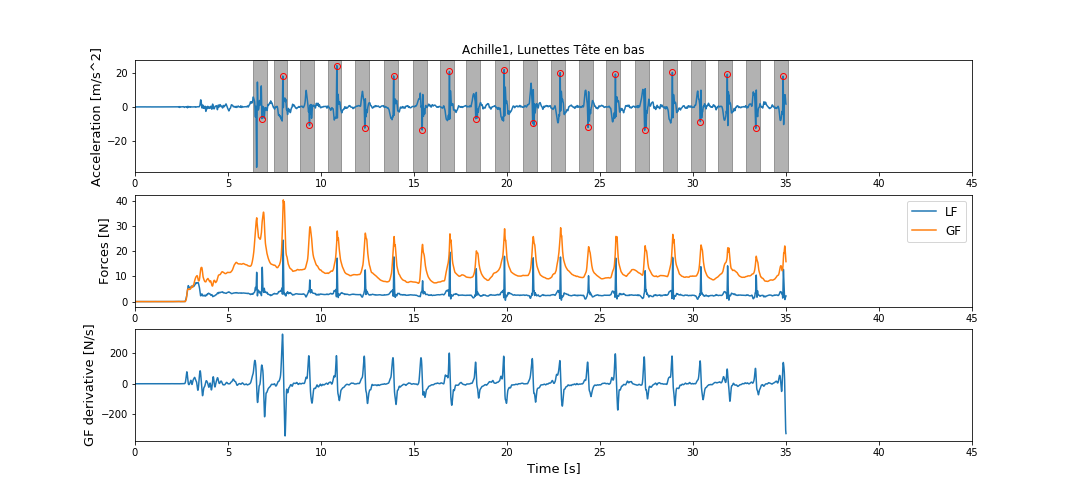 Achille1, Lunettes Tête en bas
Acceleration [m/s^2]
20
0
−20
0 5 10 15 20 25 30 35 40 45
Forces [N]
40
30
20
10
0
LF
GF
0 5 10 15 20 25 30 35 40 45
GF derivative [N/s]
200
0
−200
0 5 10 15 20 25 30 35 40 45
Time [s]